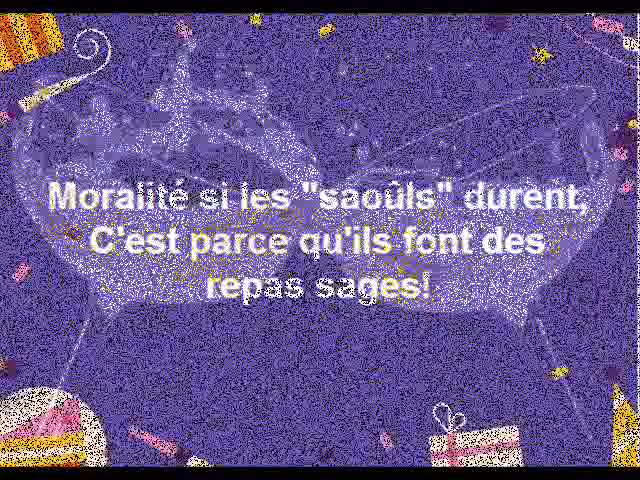 Moralité si les "saoûls" durent,
C'est parce qu'ils font des
repas sages!